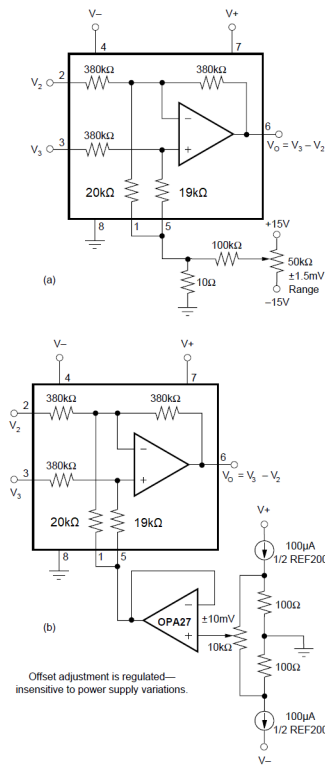 V–
V+
4
7
2
380kΩ
380kΩ
V2
6
3
380kΩ
V3
VO = V3 – V2
20kΩ
19kΩ
8
1
5
+15V
100kΩ
50kΩ
±1.5mV
Range
10Ω
–15V
(a)
V–
V+
4
7
2
380kΩ
380kΩ
V2
6
3
380kΩ
V3
VO = V3 – V2
20kΩ
19kΩ
V+
8
1
5
100µA
1/2 REF200
OPA27
±10mV
10kΩ
100Ω
100Ω
(b)
Offset adjustment is regulated—
insensitive to power supply variations.
100µA
1/2 REF200
V–